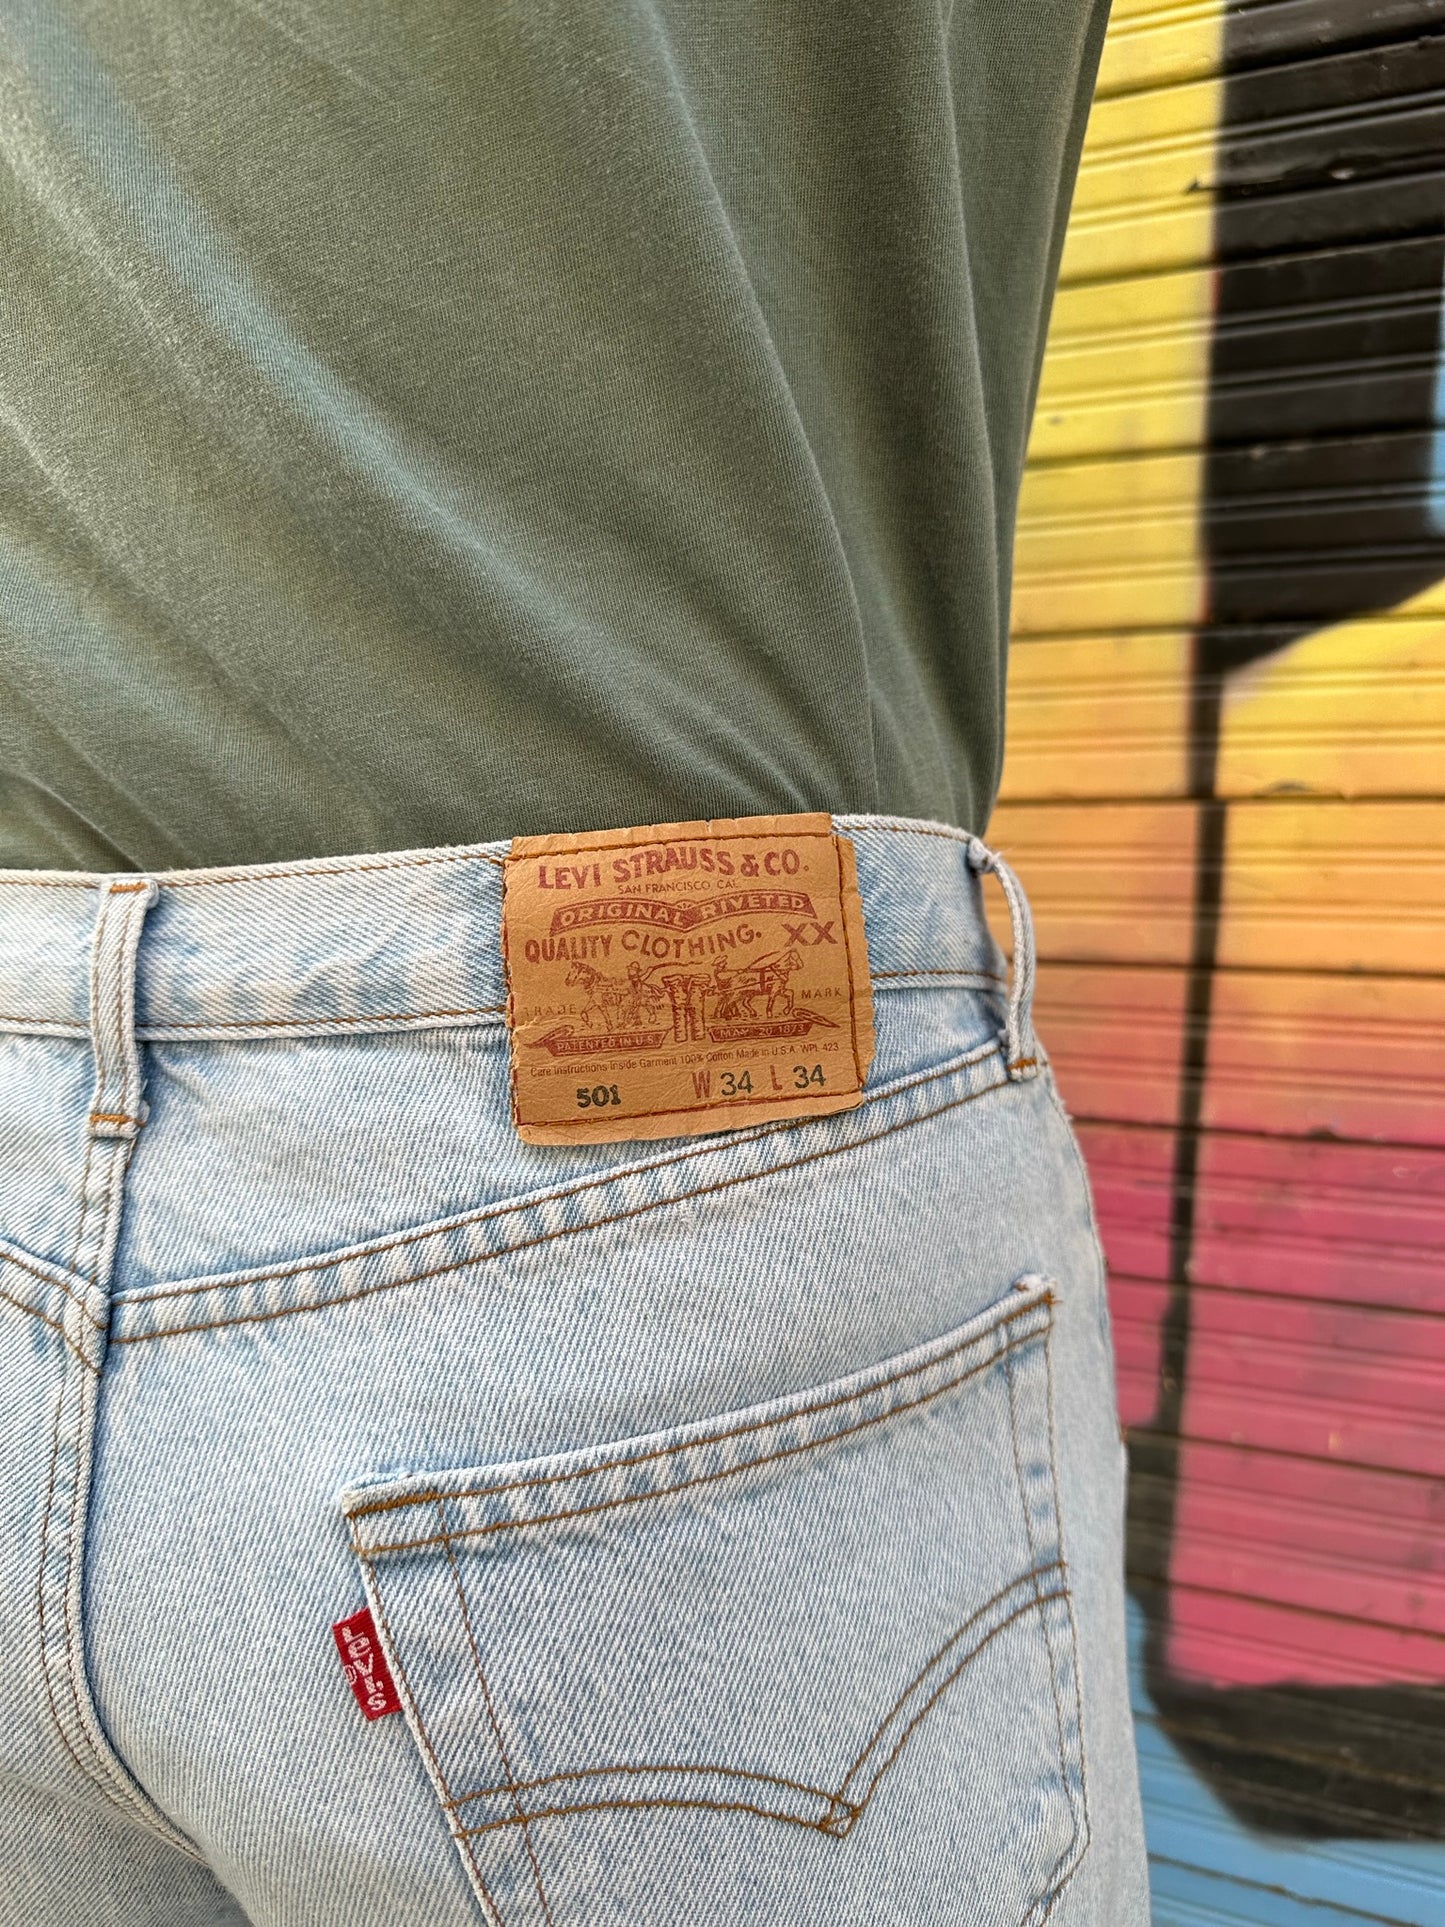 LEVI STRAUSS & CO.
SAN FRANCISCO CAL.
ORIGINAL RIVETED
QUALITY CLOTHING. XX
TRADE MARK
PATENTED IN U.S. MAY 20 1873
Care Instructions Inside Garment 100% Cotton Made in U.S.A. WPL 423
501 W 34 L 34
Levi's
®